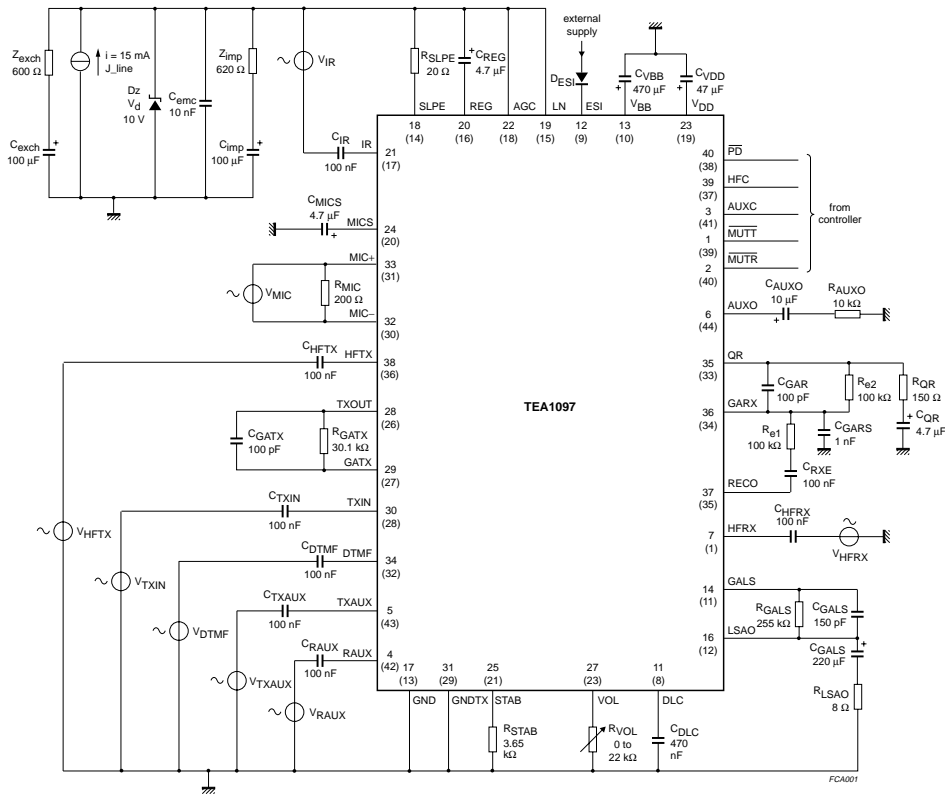 external
supply
Z_exch
600 Ω
i = 15 mA
J_line
Dz
V_d
10 V
C_emc
10 nF
Z_imp
620 Ω
V_IR
R_SLPE
20 Ω
C_REG
4.7 μF
D_ESI
C_VBB
470 μF
C_VDD
47 μF
C_exch
100 μF
C_imp
100 μF
SLPE
REG
AGC
LN
ESI
V_BB
V_DD
18
(14)
20
(16)
22
(18)
19
(15)
12
(9)
13
(10)
23
(19)
C_IR
100 nF
IR
21
(17)
C_MICS
4.7 μF
MICS
24
(20)
MIC+
33
(31)
V_MIC
R_MIC
200 Ω
MIC−
32
(30)
C_HFTX
100 nF
HFTX
38
(36)
TXOUT
28
(26)
C_GATX
100 pF
R_GATX
30.1 kΩ
GATX
29
(27)
C_TXIN
100 nF
TXIN
30
(28)
V_HFTX
C_DTMF
100 nF
DTMF
34
(32)
V_TXIN
C_TXAUX
100 nF
TXAUX
5
(43)
V_DTMF
C_RAUX
100 nF
RAUX
4
(42)
V_TXAUX
V_RAUX
TEA1097
40
(38)
PD
39
(37)
HFC
3
(41)
AUXC
1
(39)
MUTT
2
(40)
MUTR
from
controller
6
(44)
AUXO
C_AUXO
10 μF
R_AUXO
10 kΩ
35
(33)
QR
C_GAR
100 pF
R_e2
100 kΩ
R_QR
150 Ω
36
(34)
GARX
C_GARS
1 nF
C_QR
4.7 μF
R_e1
100 kΩ
C_RXE
100 nF
37
(35)
RECO
7
(1)
HFRX
C_HFRX
100 nF
V_HFRX
14
(11)
GALS
R_GALS
255 kΩ
C_GALS
150 pF
16
(12)
LSAO
C_GALS
220 μF
R_LSAO
8 Ω
17
(13)
31
(29)
25
(21)
27
(23)
11
(8)
GND
GNDTX
STAB
VOL
DLC
R_STAB
3.65
kΩ
R_VOL
0 to
22 kΩ
C_DLC
470
nF
FCA001